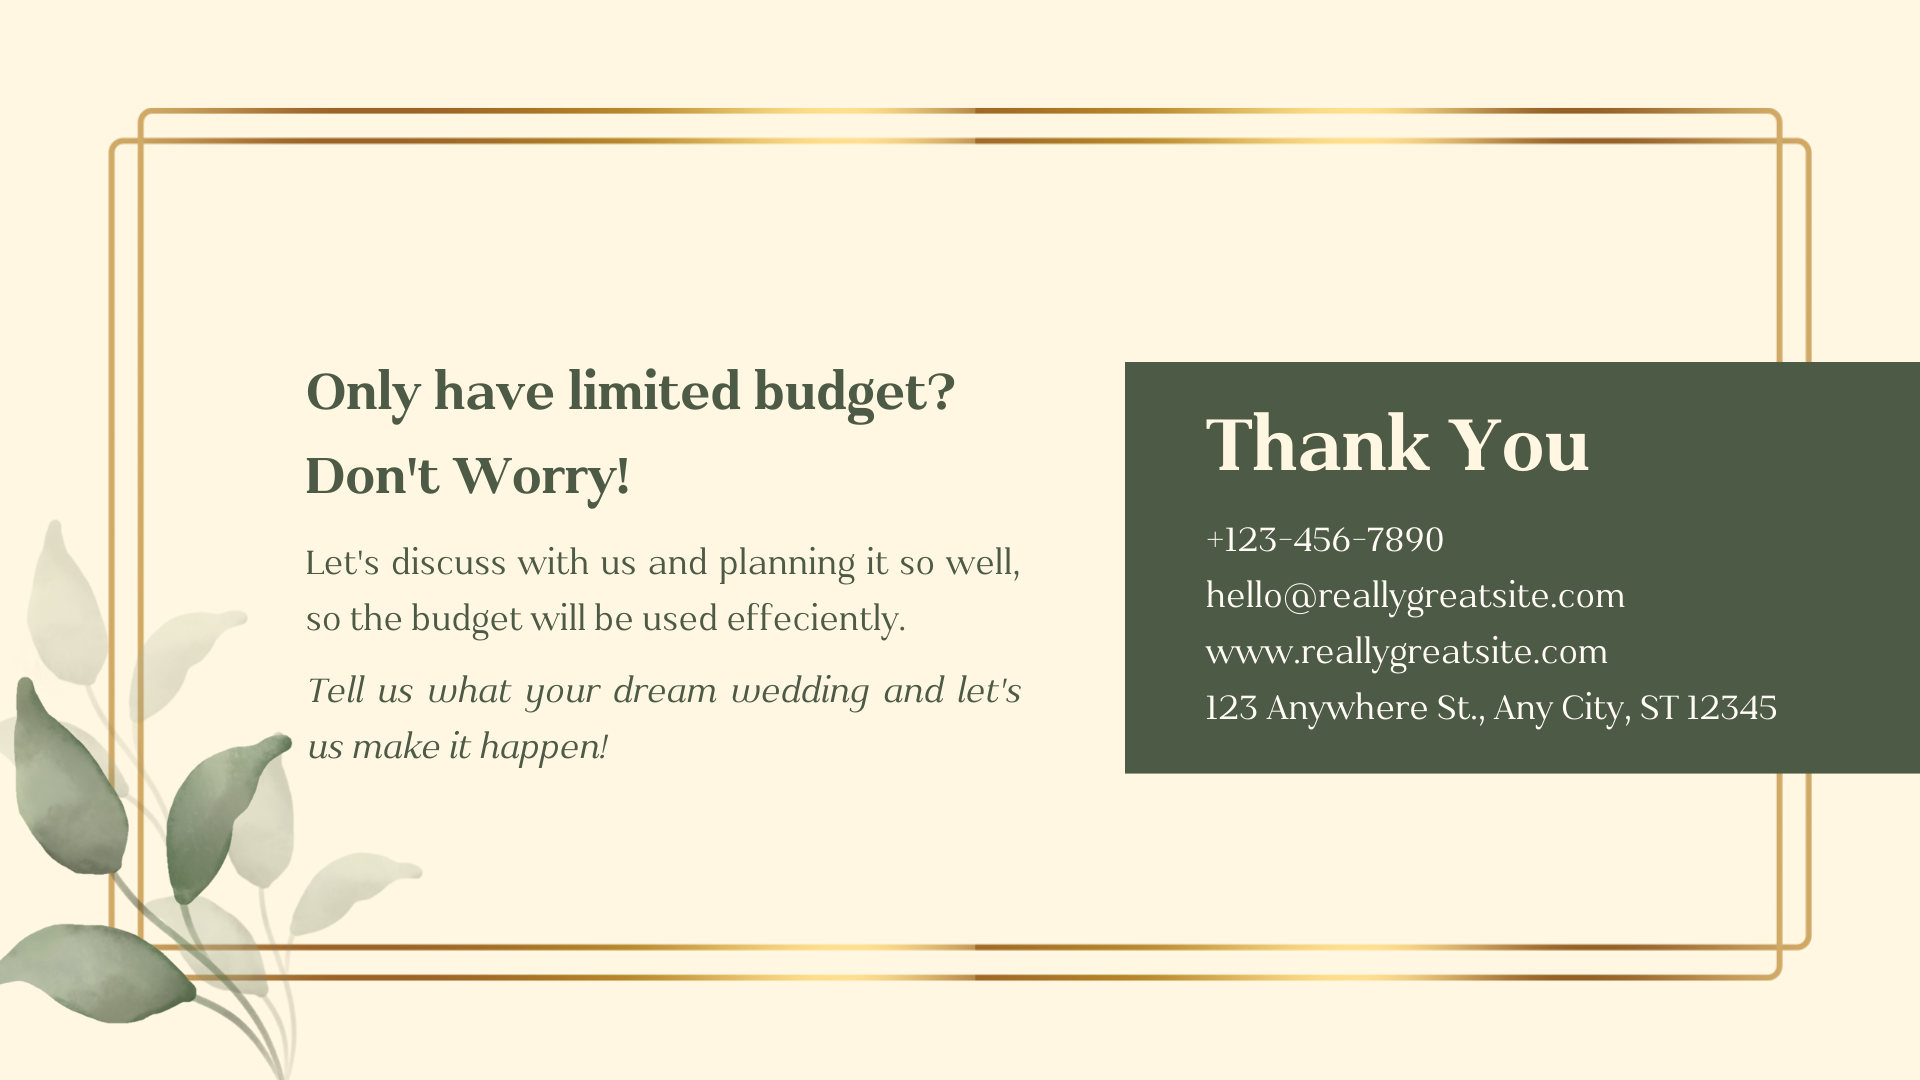 Only have limited budget?
Don't Worry!
Let's discuss with us and planning it so well,
so the budget will be used effeciently.
Tell us what your dream wedding and let's
us make it happen!
Thank You
+123-456-7890
hello@reallygreatsite.com
www.reallygreatsite.com
123 Anywhere St., Any City, ST 12345